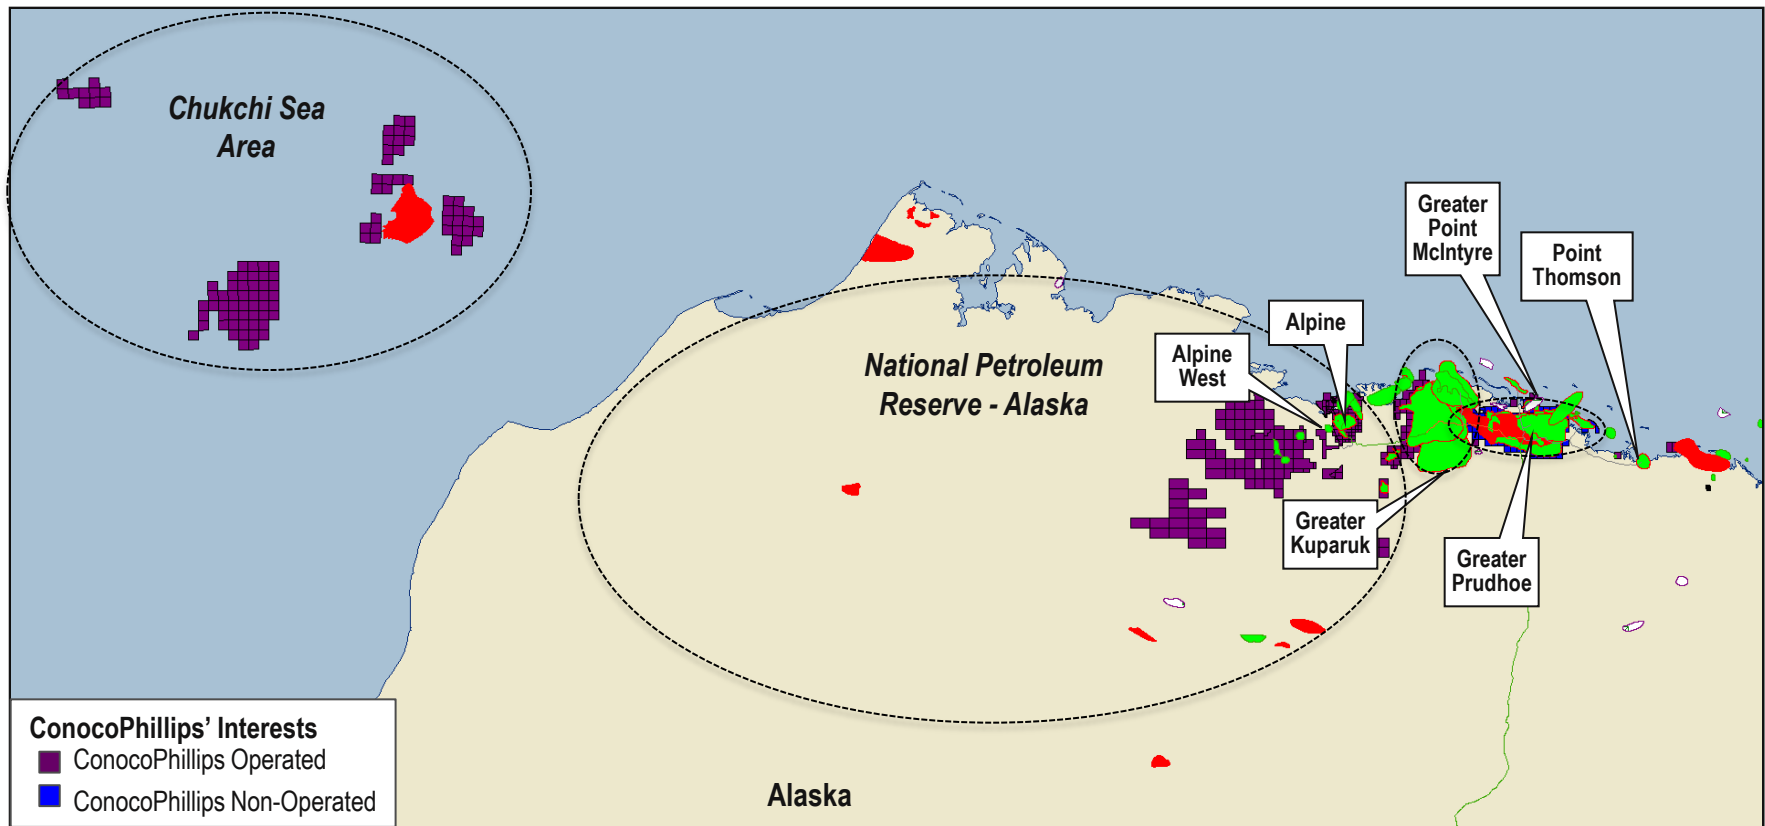 Chukchi Sea
Area
Greater
Point
McIntyre
Point
Thomson
Alpine
Alpine
West
National Petroleum
Reserve - Alaska
Greater
Kuparuk
Greater
Prudhoe
Alaska
ConocoPhillips' Interests
ConocoPhillips Operated
ConocoPhillips Non-Operated